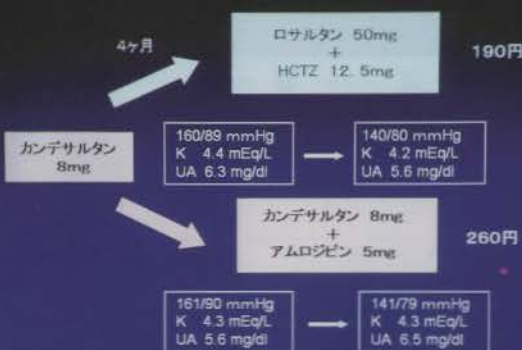 4ヶ月
ロサルタン 50mg
+
HCTZ 12.5mg
190円
カンデサルタン
8mg
160/89 mmHg
K 4.4 mEq/L
UA 6.3 mg/dl
140/80 mmHg
K 4.2 mEq/L
UA 5.6 mg/dl
カンデサルタン 8mg
+
アムロジピン 5mg
260円
161/90 mmHg
K 4.3 mEq/L
UA 5.6 mg/dl
141/79 mmHg
K 4.3 mEq/L
UA 6.5 mg/dl